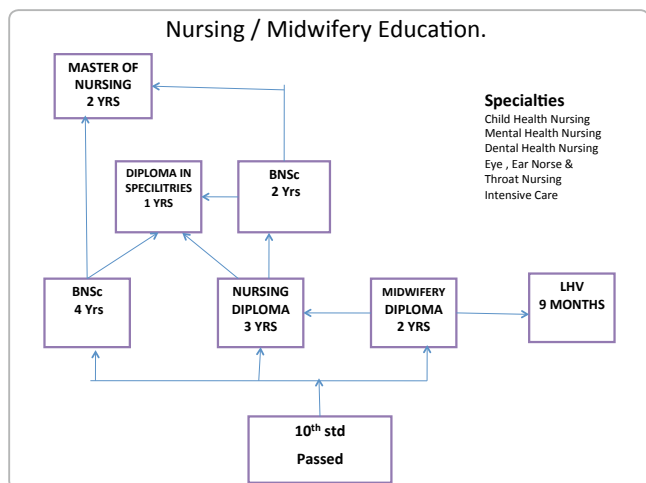 Nursing / Midwifery Education.
MASTER OF
NURSING
2 YRS
Specialties
Child Health Nursing
Mental Health Nursing
Dental Health Nursing
Eye , Ear Norse &
Throat Nursing
Intensive Care
DIPLOMA IN
SPECILITRIES
1 YRS
BNSc
2 Yrs
BNSc
4 Yrs
NURSING
DIPLOMA
3 YRS
MIDWIFERY
DIPLOMA
2 YRS
LHV
9 MONTHS
10th std
Passed